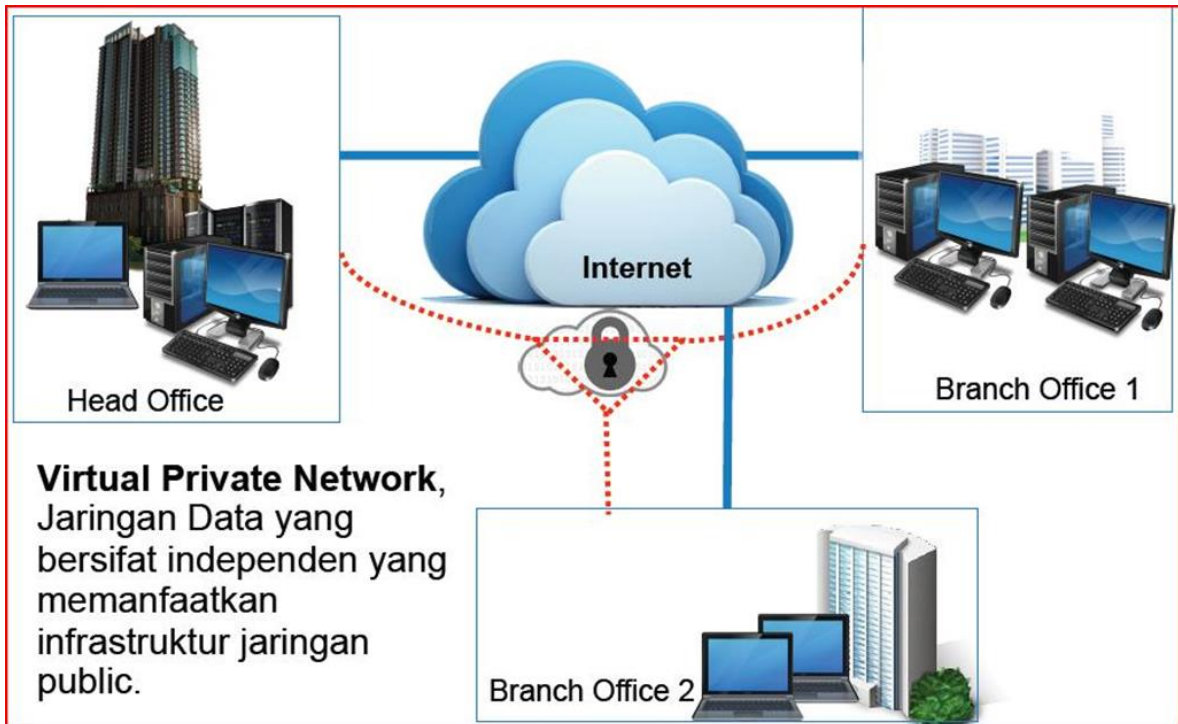 Internet
Head Office
Branch Office 1
Virtual Private Network,
Jaringan Data yang
bersifat independen yang
memanfaatkan
infrastruktur jaringan
public.
Branch Office 2